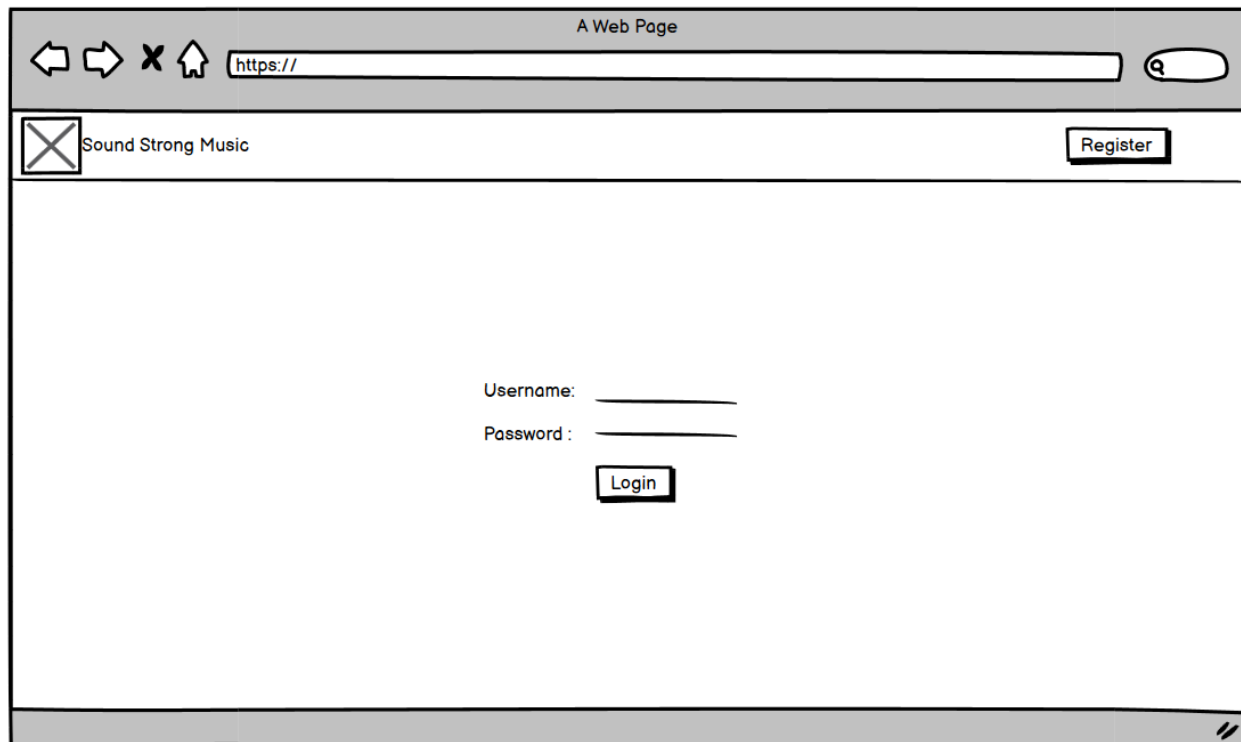 A Web Page
https://
Sound Strong Music
Register
Username:
Password :
Login